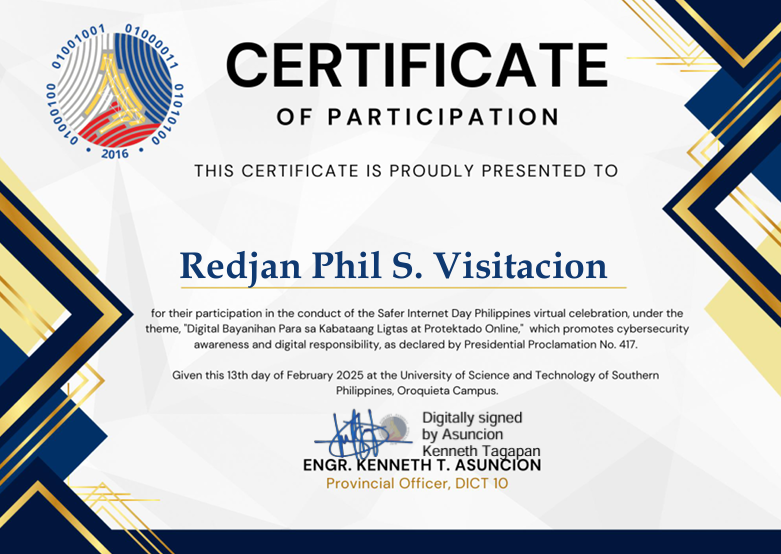 01001001 01000011
01000100 01010100
• 2016 •
CERTIFICATE
OF PARTICIPATION
THIS CERTIFICATE IS PROUDLY PRESENTED TO
Redjan Phil S. Visitacion
for their participation in the conduct of the Safer Internet Day Philippines virtual celebration, under the
theme, "Digital Bayanihan Para sa Kabataang Ligtas at Protektado Online," which promotes cybersecurity
awareness and digital responsibility, as declared by Presidential Proclamation No. 417.
Given this 13th day of February 2025 at the University of Science and Technology of Southern
Philippines, Oroquieta Campus.
Digitally signed
by Asuncion
Kenneth Tagapan
ENGR. KENNETH T. ASUNCION
Provincial Officer, DICT 10